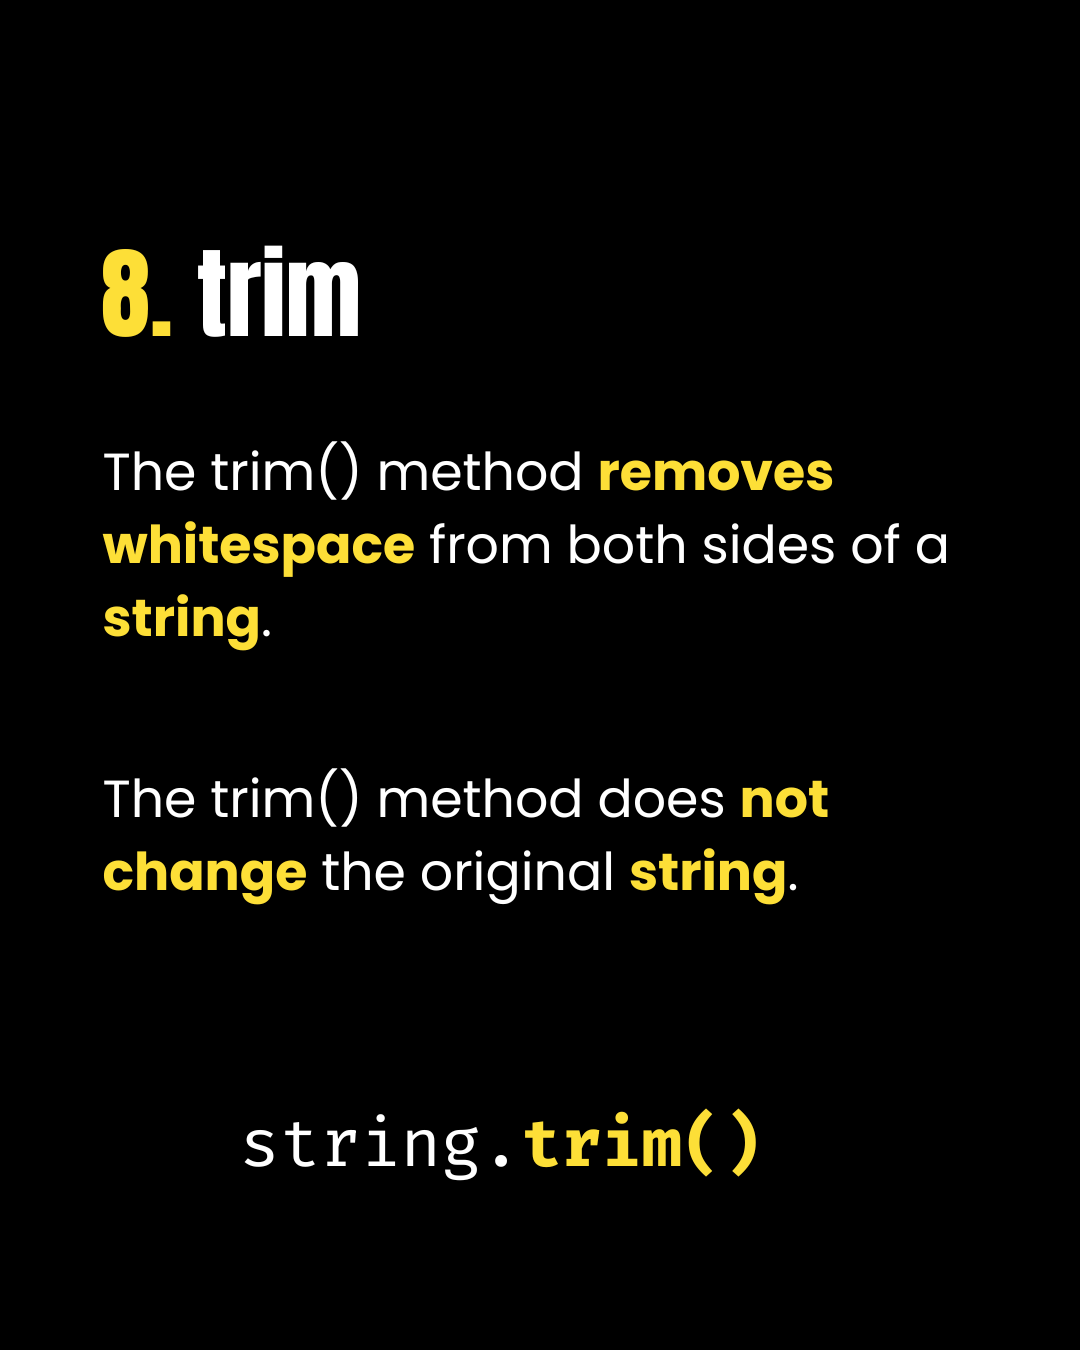 8. trim
The trim() method removes
whitespace from both sides of a
string.
The trim() method does not
change the original string.
string.trim()